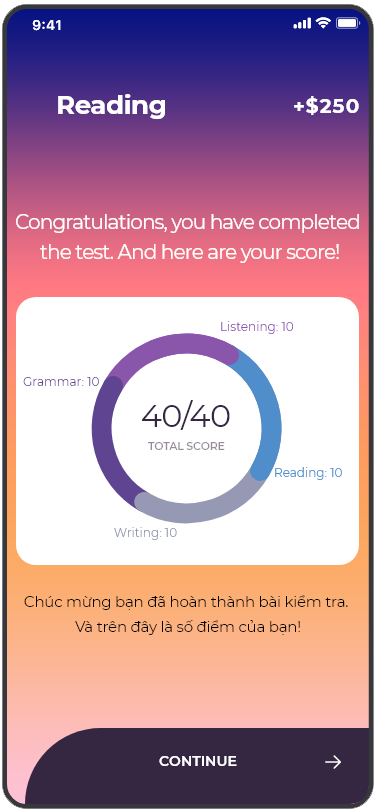 9:41
Reading
+$250
Congratulations, you have completed
the test. And here are your score!
Listening: 10
Grammar: 10
40/40
TOTAL SCORE
Reading: 10
Writing: 10
Chúc mừng bạn đã hoàn thành bài kiểm tra.
Và trên đây là số điểm của bạn!
CONTINUE